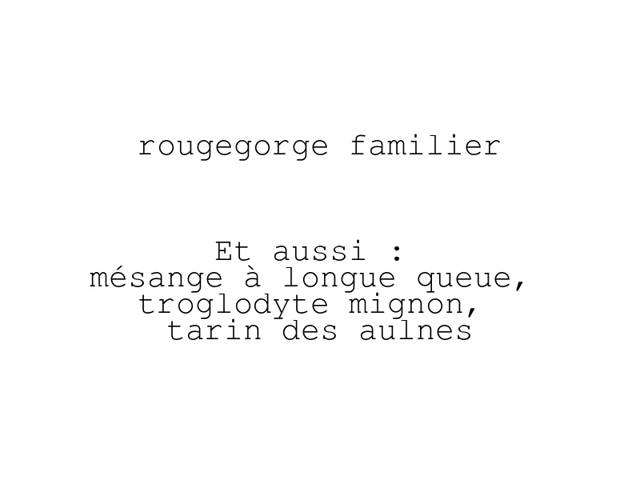 rougegorge familier
Et aussi :
mésange à longue queue,
troglodyte mignon,
tarin des aulnes